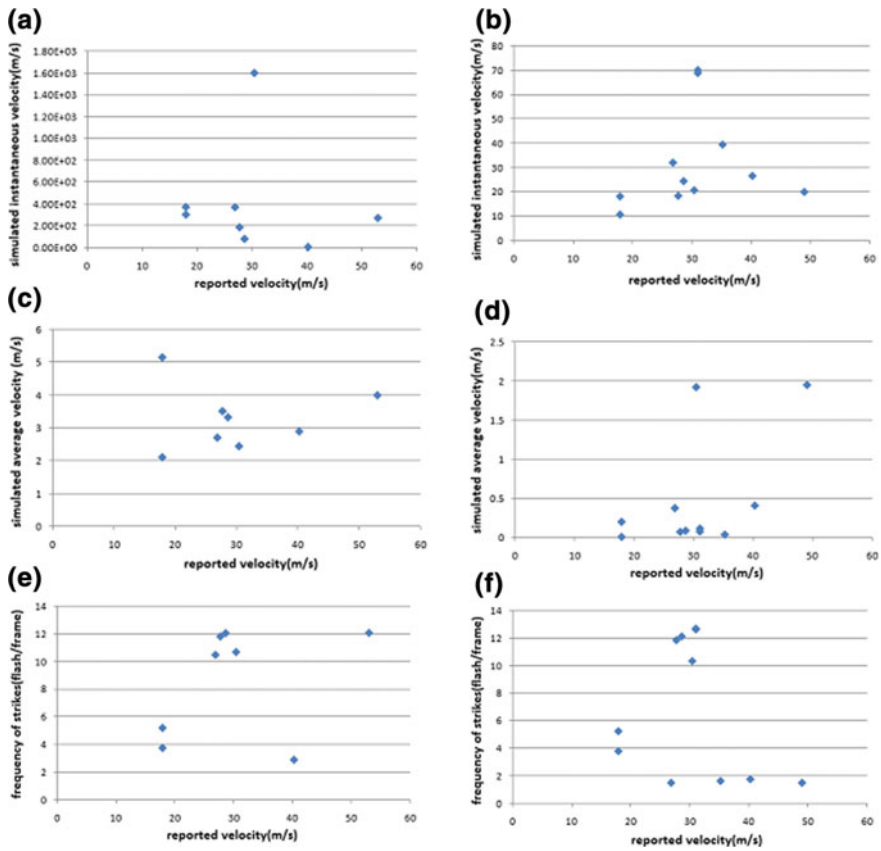 (a)
simulated instantaneous velocity(m/s)
1.80E+03
1.60E+03
1.40E+03
1.20E+03
1.00E+03
8.00E+02
6.00E+02
4.00E+02
2.00E+02
0.00E+00
0 10 20 30 40 50 60
reported velocity(m/s)
(b)
simulated instantaneous velocity(m/s)
80
70
60
50
40
30
20
10
0
0 10 20 30 40 50 60
reported velocity(m/s)
(c)
simulated average velocity (m/s)
6
5
4
3
2
1
0
0 10 20 30 40 50 60
reported velocity(m/s)
(d)
simulated average velocity(m/s)
2.5
2
1.5
1
0.5
0
0 10 20 30 40 50 60
reported velocity(m/s)
(e)
frequency of strikes(flash/frame)
14
12
10
8
6
4
2
0
0 10 20 30 40 50 60
reported velocity(m/s)
(f)
frequency of strikes(flash/frame)
14
12
10
8
6
4
2
0
0 10 20 30 40 50 60
reported velocity(m/s)